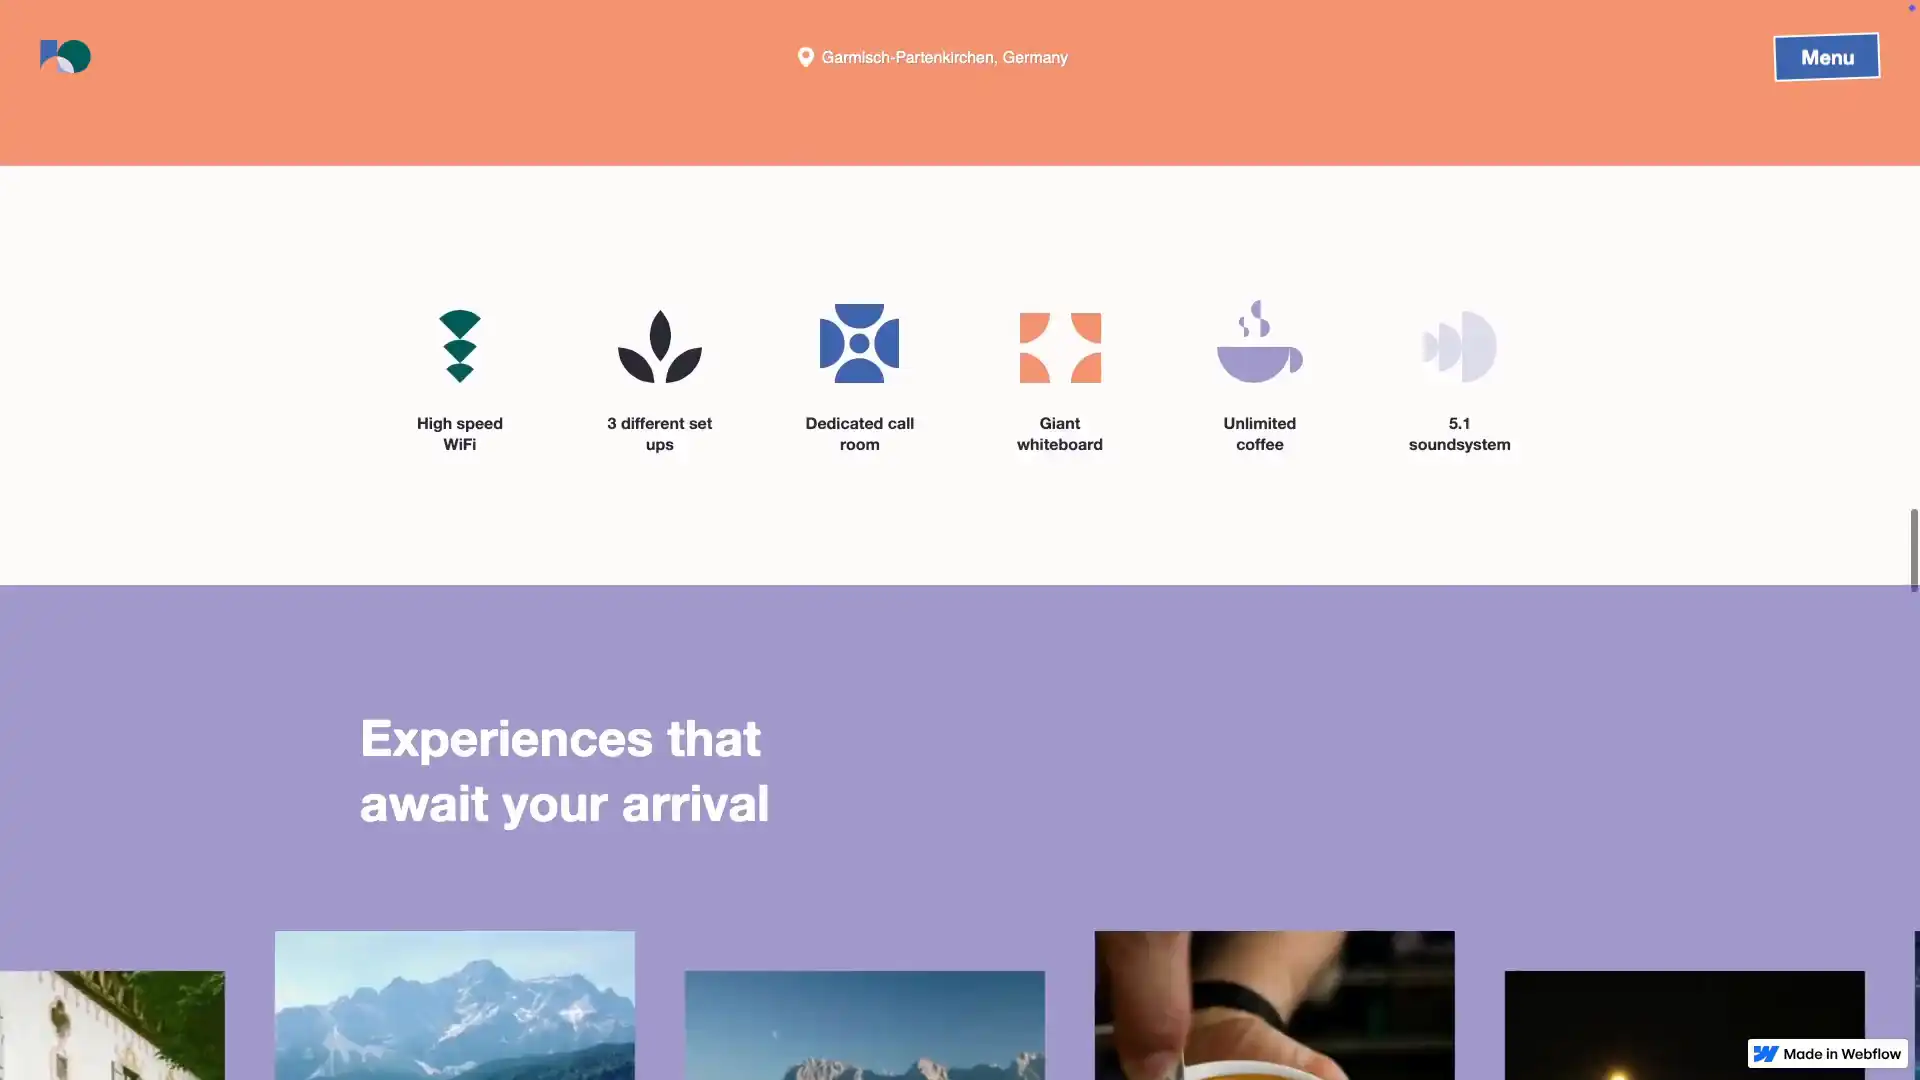 Garmisch-Partenkirchen, Germany
Menu
High speed
WiFi
3 different set
ups
Dedicated call
room
Giant
whiteboard
Unlimited
coffee
5.1
soundsystem
Experiences that
await your arrival
Made in Webflow